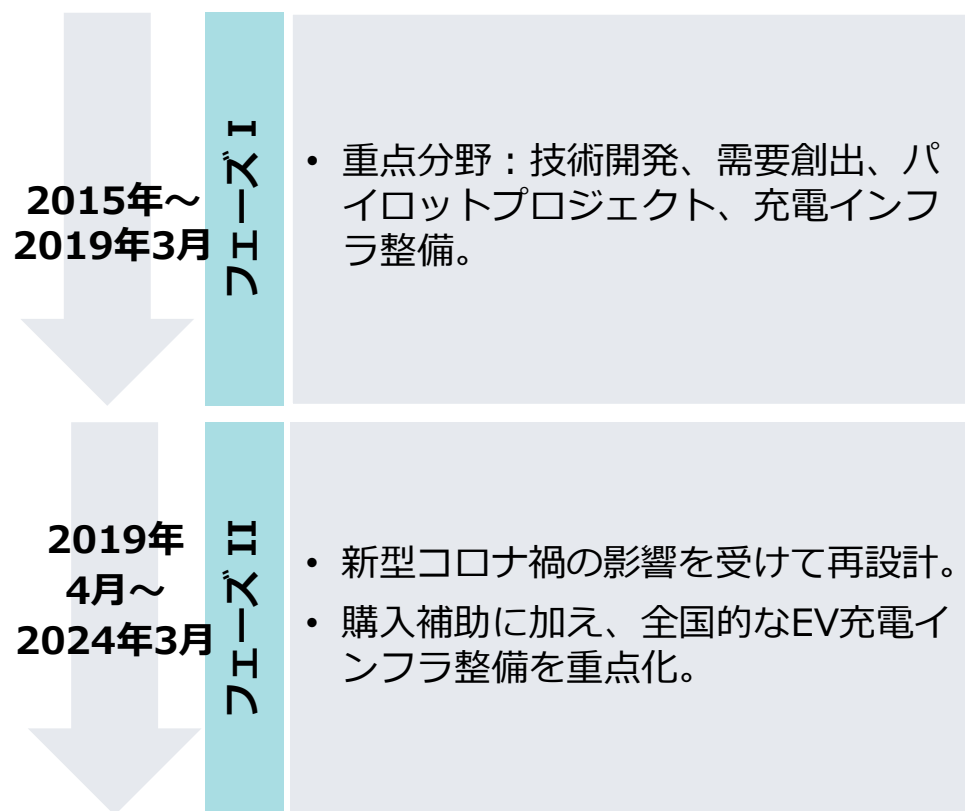 2015年～
2019年3月
フェーズ I
• 重点分野：技術開発、需要創出、パ
イロットプロジェクト、充電インフ
ラ整備。
2019年
4月～
2024年3月
フェーズ II
• 新型コロナ禍の影響を受けて再設計。
• 購入補助に加え、全国的なEV充電イ
ンフラ整備を重点化。